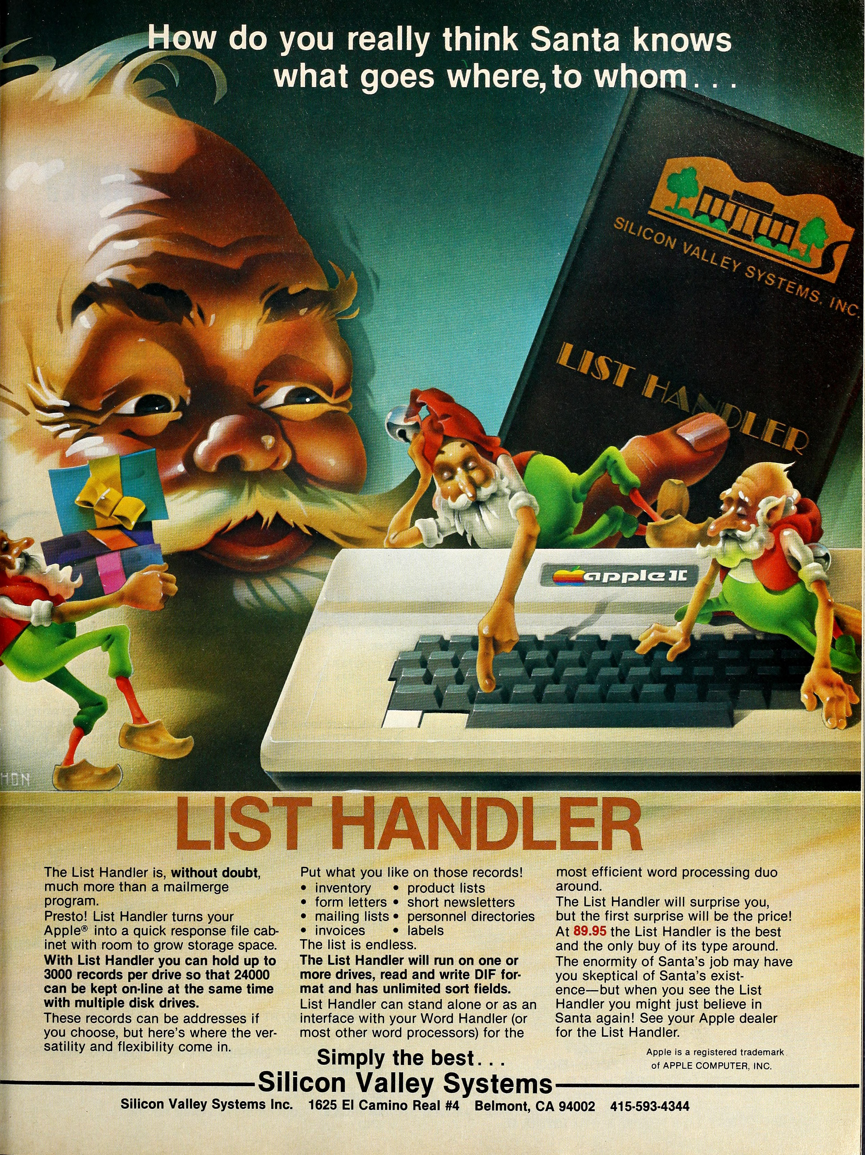 How do you really think Santa knows
what goes where, to whom...
SILICON VALLEY SYSTEMS, INC.
LIST HANDLER
apple ][
HON
LIST HANDLER
The List Handler is, without doubt,
much more than a mailmerge
program.
Presto! List Handler turns your
Apple® into a quick response file cab-
inet with room to grow storage space.
With List Handler you can hold up to
3000 records per drive so that 24000
can be kept on-line at the same time
with multiple disk drives.
These records can be addresses if
you choose, but here's where the ver-
satility and flexibility come in.
Put what you like on those records!
• inventory • product lists
• form letters • short newsletters
• mailing lists • personnel directories
• invoices • labels
The list is endless.
The List Handler will run on one or
more drives, read and write DIF for-
mat and has unlimited sort fields.
List Handler can stand alone or as an
interface with your Word Handler (or
most other word processors) for the
most efficient word processing duo
around.
The List Handler will surprise you,
but the first surprise will be the price!
At 89.95 the List Handler is the best
and the only buy of its type around.
The enormity of Santa's job may have
you skeptical of Santa's exist-
ence—but when you see the List
Handler you might just believe in
Santa again! See your Apple dealer
for the List Handler.
Apple is a registered trademark
of APPLE COMPUTER, INC.
Simply the best...
Silicon Valley Systems
Silicon Valley Systems Inc. 1625 El Camino Real #4 Belmont, CA 94002 415-593-4344